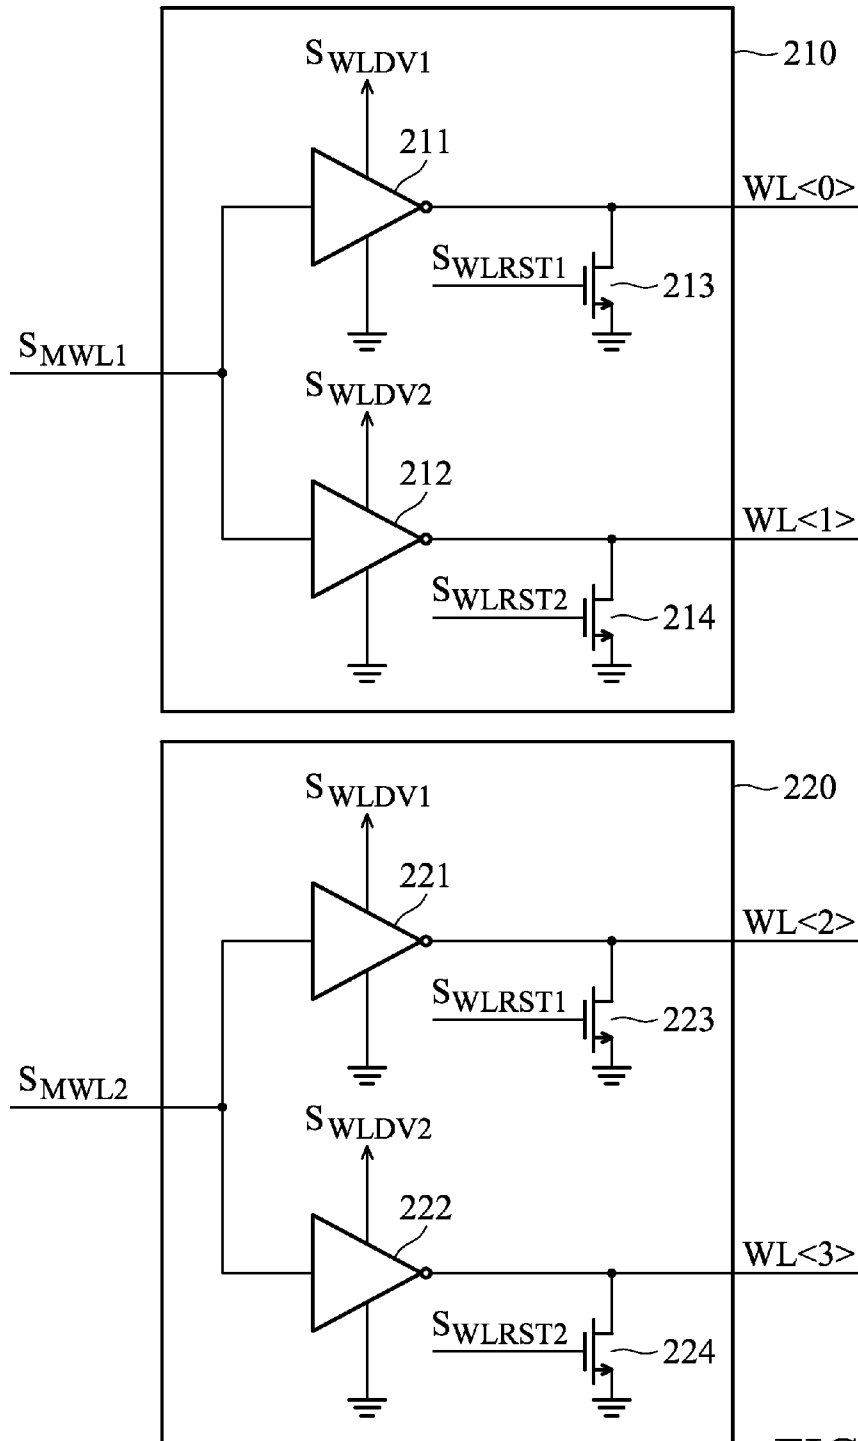 S_WLDV1
210
211
WL<0>
S_WLRST1
213
S_MWL1
S_WLDV2
212
WL<1>
S_WLRST2
214
S_WLDV1
220
221
WL<2>
S_WLRST1
223
S_MWL2
S_WLDV2
222
WL<3>
S_WLRST2
224